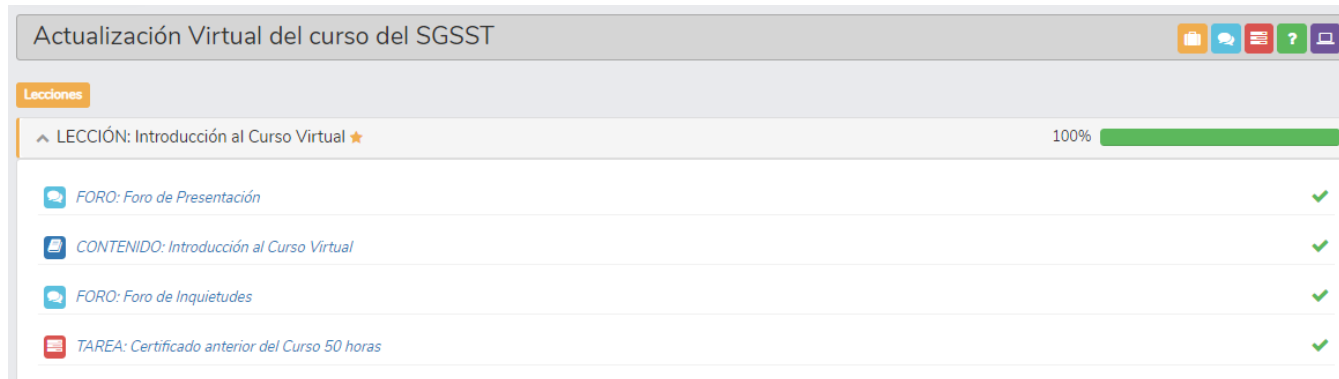 Actualización Virtual del curso del SGSST
?
Lecciones
LECCIÓN: Introducción al Curso Virtual
100%
FORO: Foro de Presentación
CONTENIDO: Introducción al Curso Virtual
FORO: Foro de Inquietudes
TAREA: Certificado anterior del Curso 50 horas